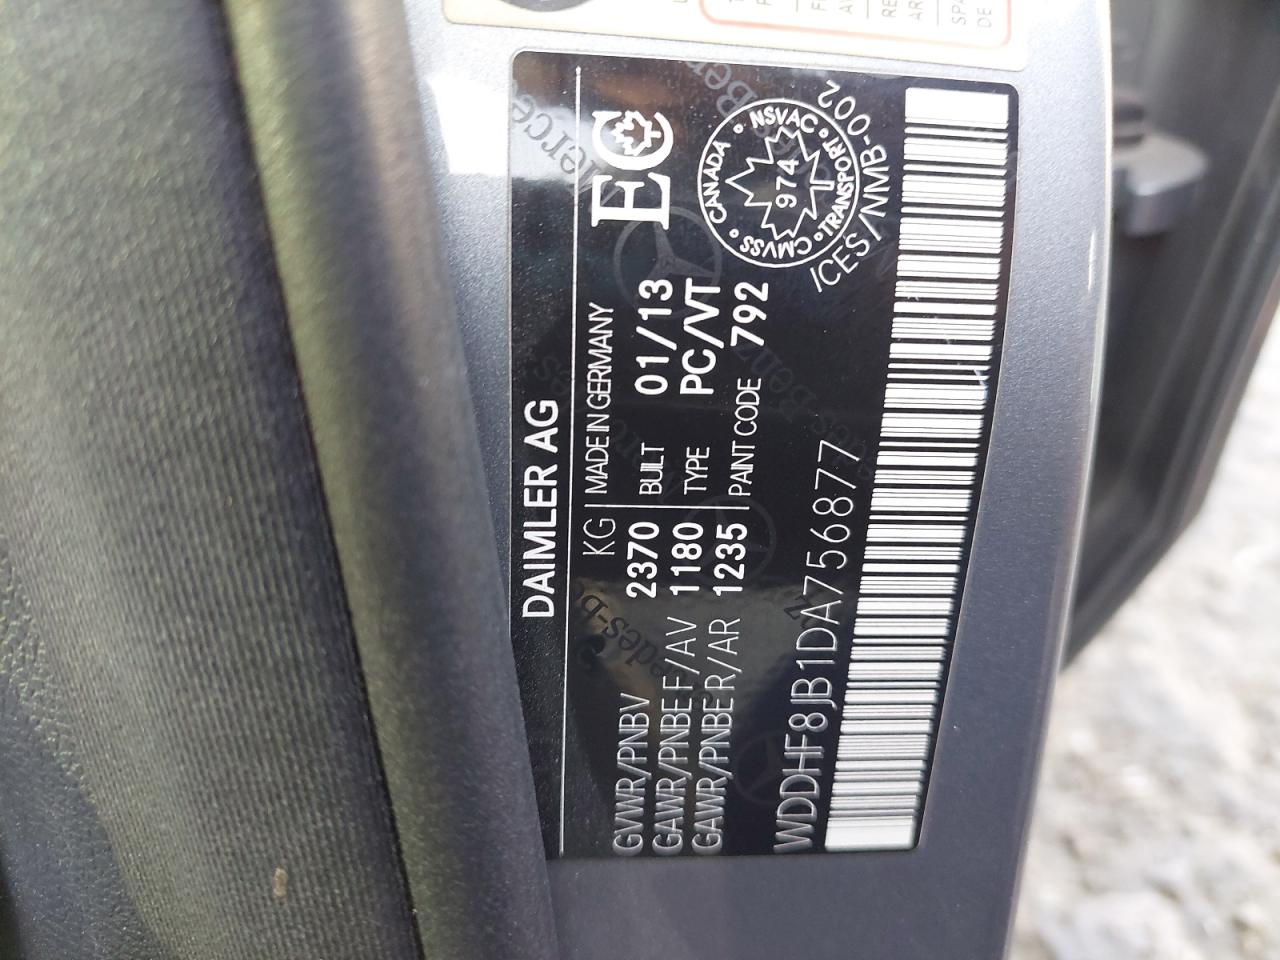 DAIMLER AG
KG MADE IN GERMANY
GVWR/PNBV 2370 BUILT 01/13
GAWR/PNBE F/AV 1180 TYPE PC/VT
GAWR/PNBE R/AR 1235 PAINT CODE 792
EC
CANADA • NSVAC • TRANSPORT • CMVSS •
974
ICES/NMB-002
WDDHF8JB1DA756877